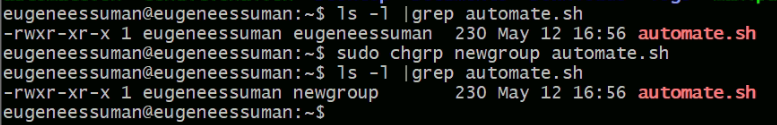 eugeneessuman@eugeneessuman:~$ ls -l |grep automate.sh
-rwxr-xr-x 1 eugeneessuman eugeneessuman 230 May 12 16:56 automate.sh
eugeneessuman@eugeneessuman:~$ sudo chgrp newgroup automate.sh
eugeneessuman@eugeneessuman:~$ ls -l |grep automate.sh
-rwxr-xr-x 1 eugeneessuman newgroup 230 May 12 16:56 automate.sh
eugeneessuman@eugeneessuman:~$